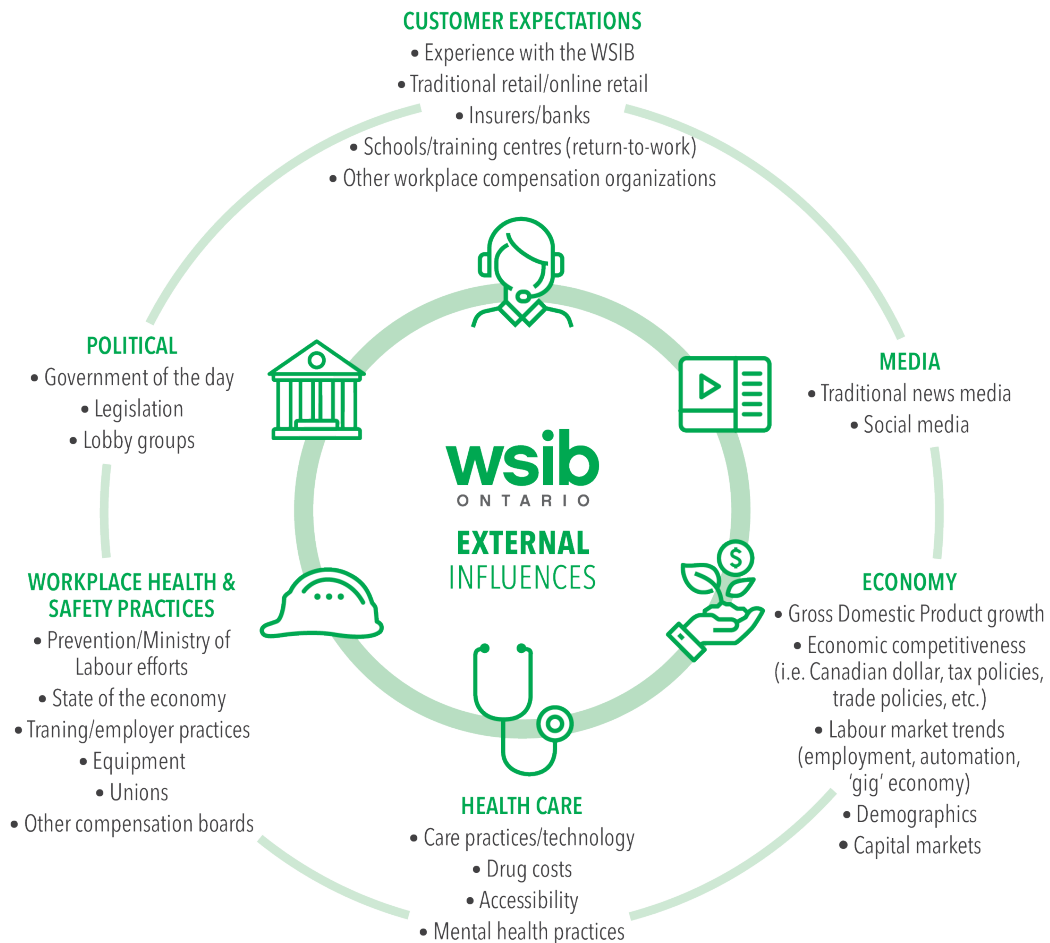 CUSTOMER EXPECTATIONS
• Experience with the WSIB
• Traditional retail/online retail
• Insurers/banks
• Schools/training centres (return-to-work)
• Other workplace compensation organizations
POLITICAL
• Government of the day
• Legislation
• Lobby groups
MEDIA
• Traditional news media
• Social media
wsib
ONTARIO
EXTERNAL
INFLUENCES
$
WORKPLACE HEALTH &
SAFETY PRACTICES
• Prevention/Ministry of
Labour efforts
• State of the economy
• Traning/employer practices
• Equipment
• Unions
• Other compensation boards
ECONOMY
• Gross Domestic Product growth
• Economic competitiveness
(i.e. Canadian dollar, tax policies,
trade policies, etc.)
• Labour market trends
(employment, automation,
‘gig’ economy)
• Demographics
• Capital markets
HEALTH CARE
• Care practices/technology
• Drug costs
• Accessibility
• Mental health practices